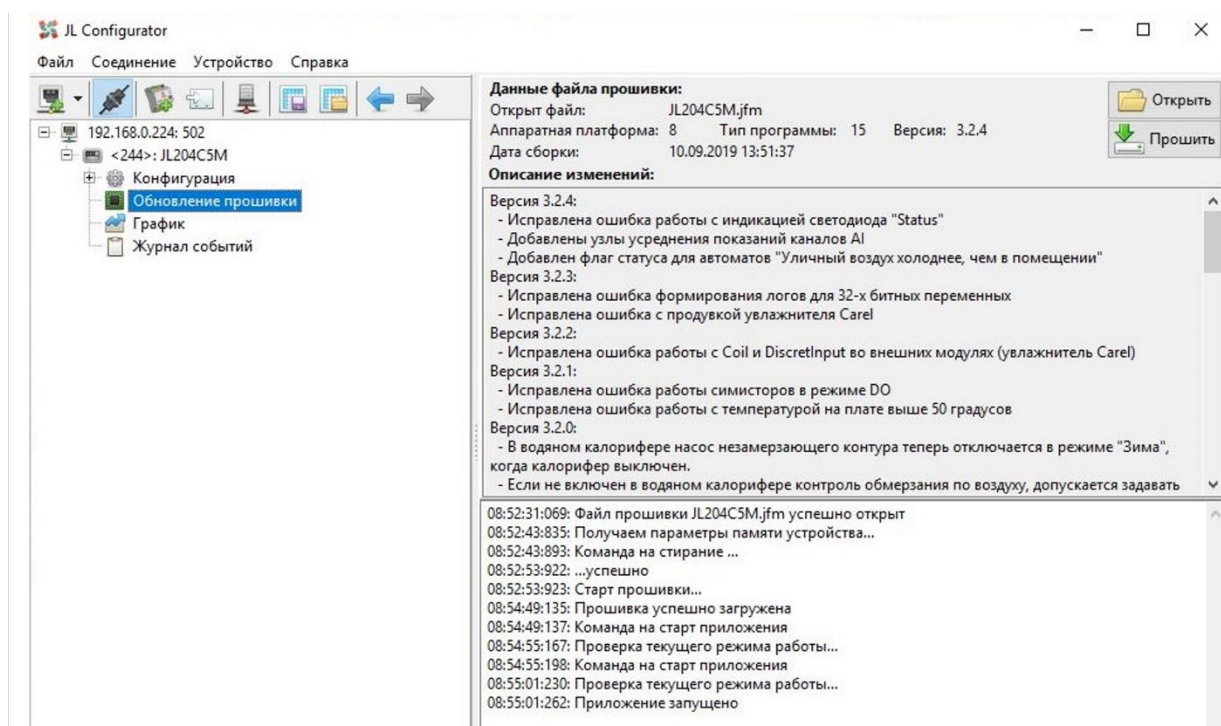 JL Configurator
Файл Соединение Устройство Справка
192.168.0.224: 502
<244>: JL204C5M
Конфигурация
Обновление прошивки
График
Журнал событий
Данные файла прошивки:
Открыт файл: JL204C5M.jfm
Аппаратная платформа: 8 Тип программы: 15 Версия: 3.2.4
Дата сборки: 10.09.2019 13:51:37
Открыть
Прошить
Описание изменений:
Версия 3.2.4:
- Исправлена ошибка работы с индикацией светодиода "Status"
- Добавлены узлы усреднения показаний каналов AI
- Добавлен флаг статуса для автоматов "Уличный воздух холоднее, чем в помещении"
Версия 3.2.3:
- Исправлена ошибка формирования логов для 32-х битных переменных
- Исправлена ошибка с продувкой увлажнителя Carel
Версия 3.2.2:
- Исправлена ошибка работы с Coil и DiscretInput во внешних модулях (увлажнитель Carel)
Версия 3.2.1:
- Исправлена ошибка работы симисторов в режиме DO
- Исправлена ошибка работы с температурой на плате выше 50 градусов
Версия 3.2.0:
- В водяном калорифере насос незамерзающего контура теперь отключается в режиме "Зима",
когда калорифер выключен.
- Если не включен в водяном калорифере контроль обмерзания по воздуху, допускается задавать
08:52:31:069: Файл прошивки JL204C5M.jfm успешно открыт
08:52:43:835: Получаем параметры памяти устройства...
08:52:43:893: Команда на стирание ...
08:52:53:922: ...успешно
08:52:53:923: Старт прошивки...
08:54:49:135: Прошивка успешно загружена
08:54:49:137: Команда на старт приложения
08:54:55:167: Проверка текущего режима работы...
08:54:55:198: Команда на старт приложения
08:55:01:230: Проверка текущего режима работы...
08:55:01:262: Приложение запущено